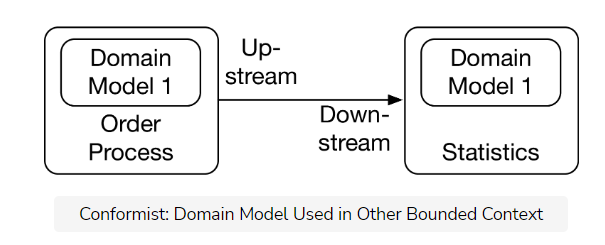 Domain
Model 1
Order
Process
Up-
stream
Down-
stream
Domain
Model 1
Statistics
Conformist: Domain Model Used in Other Bounded Context